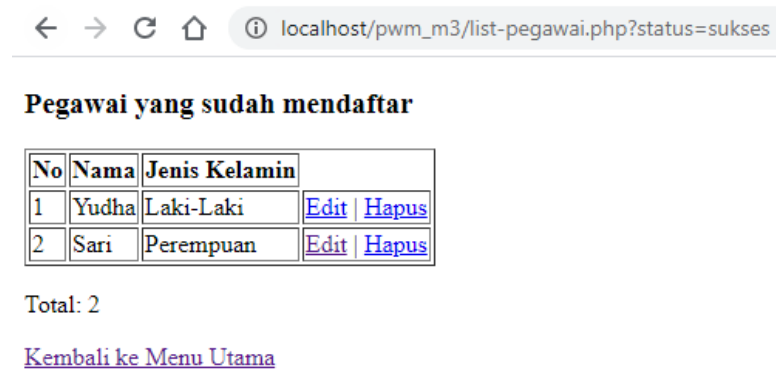 localhost/pwm_m3/list-pegawai.php?status=sukses
Pegawai yang sudah mendaftar
No Nama Jenis Kelamin
1 Yudha Laki-Laki Edit | Hapus
2 Sari Perempuan Edit | Hapus
Total: 2
Kembali ke Menu Utama